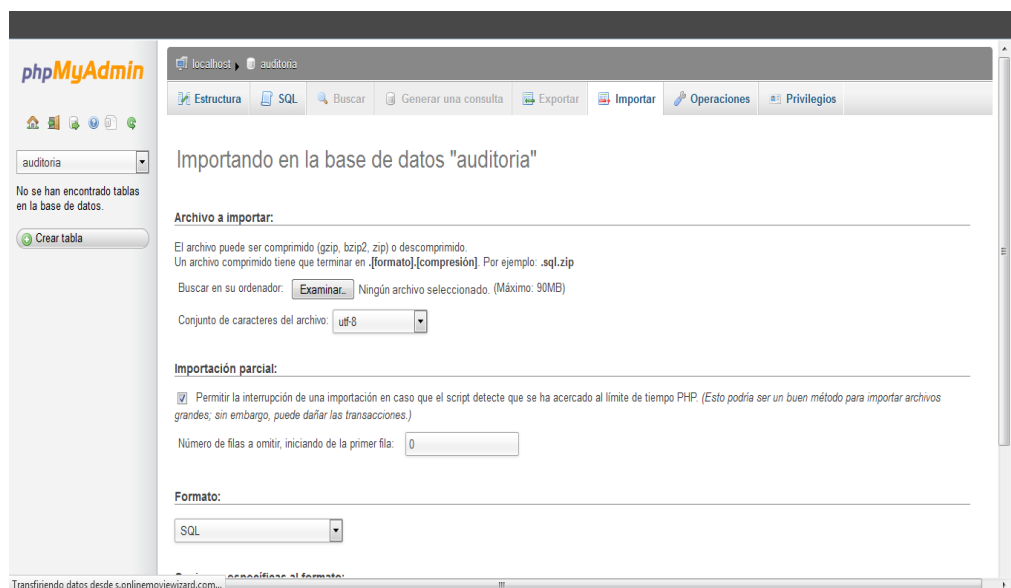 phpMyAdmin
auditoria
No se han encontrado tablas
en la base de datos.
Crear tabla
localhost
auditoria
Estructura
SQL
Buscar
Generar una consulta
Exportar
Importar
Operaciones
Privilegios
Importando en la base de datos "auditoria"
Archivo a importar:
El archivo puede ser comprimido (gzip, bzip2, zip) o descomprimido.
Un archivo comprimido tiene que terminar en .[formato].[compresión]. Por ejemplo: .sql.zip
Buscar en su ordenador: Examinar... Ningún archivo seleccionado. (Máximo: 90MB)
Conjunto de caracteres del archivo: utf-8
Importación parcial:
Permitir la interrupción de una importación en caso que el script detecte que se ha acercado al límite de tiempo PHP. (Esto podría ser un buen método para importar archivos
grandes; sin embargo, puede dañar las transacciones.)
Número de filas a omitir, iniciando de la primer fila: 0
Formato:
SQL
específicas al formato:
Transfiriendo datos desde s.onlinemoviewizard.com...